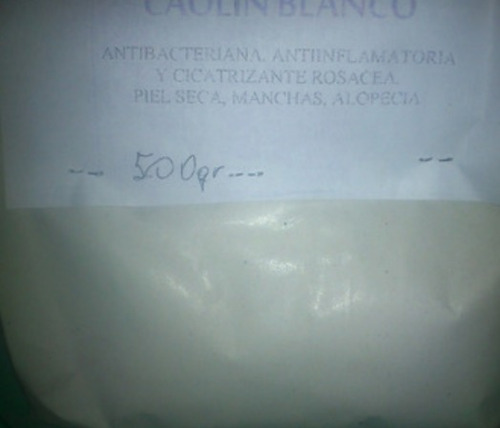 CAOLIN BLANCO
ANTIBACTERIANA, ANTIINFLAMATORIA
Y CICATRIZANTE ROSACEA,
PIEL SECA, MANCHAS, ALOPECIA
-- 500gr---- --